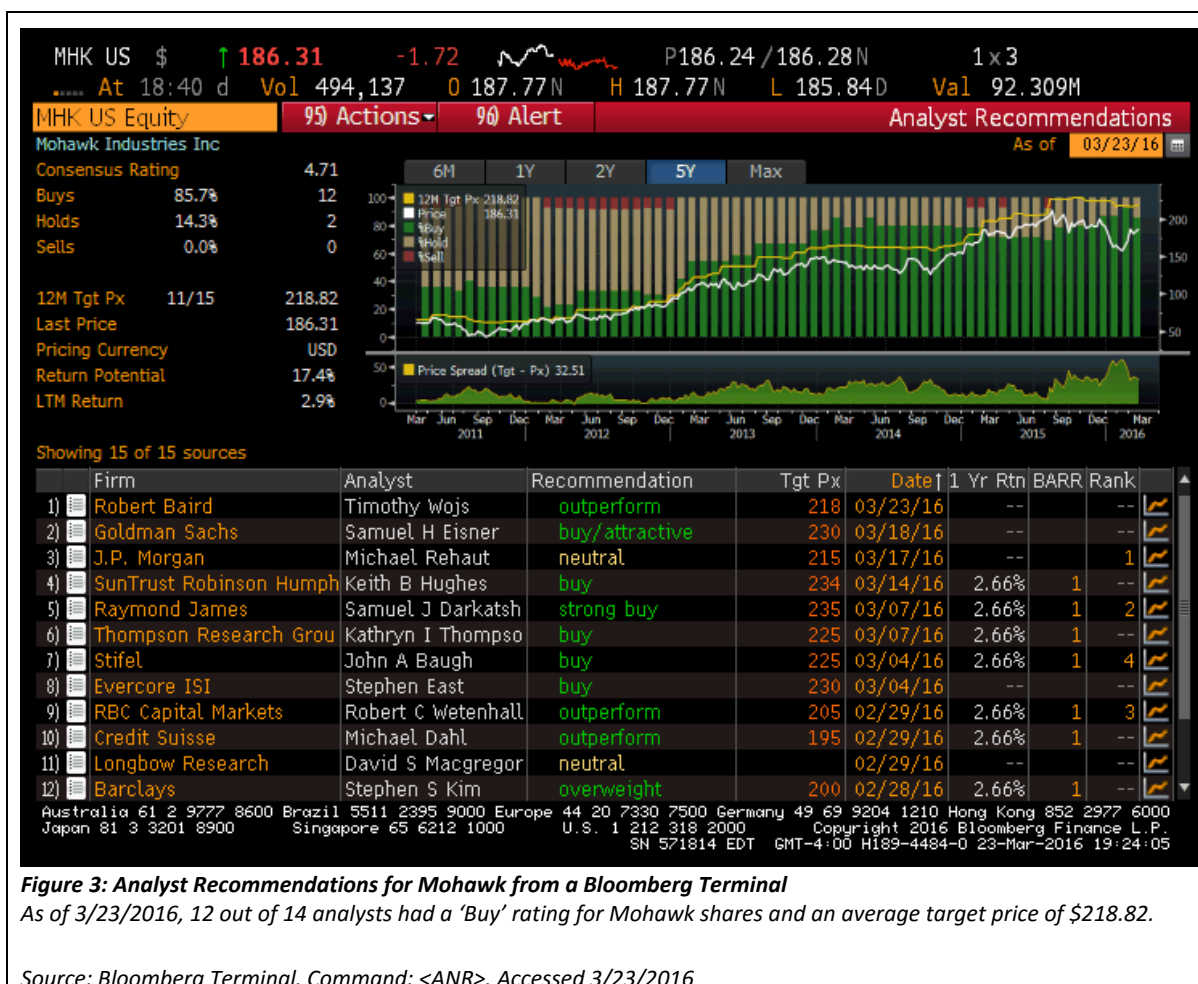 MHK US $ ↑ 186.31 -1.72 P186.24/186.28N 1×3
At 18:40 d Vol 494,137 O 187.77N H 187.77N L 185.84D Val 92.309M
MHK US Equity 95) Actions 96) Alert Analyst Recommendations
Mohawk Industries Inc As of 03/23/16
Consensus Rating 4.71
Buys 85.7% 12
Holds 14.3% 2
Sells 0.0% 0
12M Tgt Px 11/15 218.82
Last Price 186.31
Pricing Currency USD
Return Potential 17.4%
LTM Return 2.9%
6M 1Y 2Y 5Y Max
12M Tgt Px 218.82
Price 186.31
%Buy
%Hold
%Sell
100
80
60
40
20
0
200
150
100
50
Price Spread (Tgt - Px) 32.51
50
0
Mar Jun Sep Dec Mar Jun Sep Dec Mar Jun Sep Dec Mar Jun Sep Dec Mar Jun Sep Dec Mar
2011 2012 2013 2014 2015 2016
Showing 15 of 15 sources
Firm Analyst Recommendation Tgt Px Date↑ 1 Yr Rtn BARR Rank
1) Robert Baird Timothy Wojs outperform 218 03/23/16 -- --
2) Goldman Sachs Samuel H Eisner buy/attractive 230 03/18/16 -- --
3) J.P. Morgan Michael Rehaut neutral 215 03/17/16 -- 1
4) SunTrust Robinson Humph Keith B Hughes buy 234 03/14/16 2.66% 1 --
5) Raymond James Samuel J Darkatsh strong buy 235 03/07/16 2.66% 1 2
6) Thompson Research Grou Kathryn I Thompso buy 225 03/07/16 2.66% 1 --
7) Stifel John A Baugh buy 225 03/04/16 2.66% 1 4
8) Evercore ISI Stephen East buy 230 03/04/16 -- --
9) RBC Capital Markets Robert C Wetenhall outperform 205 02/29/16 2.66% 1 3
10) Credit Suisse Michael Dahl outperform 195 02/29/16 2.66% 1 --
11) Longbow Research David S Macgregor neutral 02/29/16 -- --
12) Barclays Stephen S Kim overweight 200 02/28/16 2.66% 1 --
Australia 61 2 9777 8600 Brazil 5511 2395 9000 Europe 44 20 7330 7500 Germany 49 69 9204 1210 Hong Kong 852 2977 6000
Japan 81 3 3201 8900 Singapore 65 6212 1000 U.S. 1 212 318 2000 Copyright 2016 Bloomberg Finance L.P.
SN 571814 EDT GMT-4:00 H189-4484-0 23-Mar-2016 19:24:05
Figure 3: Analyst Recommendations for Mohawk from a Bloomberg Terminal
As of 3/23/2016, 12 out of 14 analysts had a ‘Buy’ rating for Mohawk shares and an average target price of $218.82.
Source: Bloomberg Terminal, Command: <ANR>. Accessed 3/23/2016